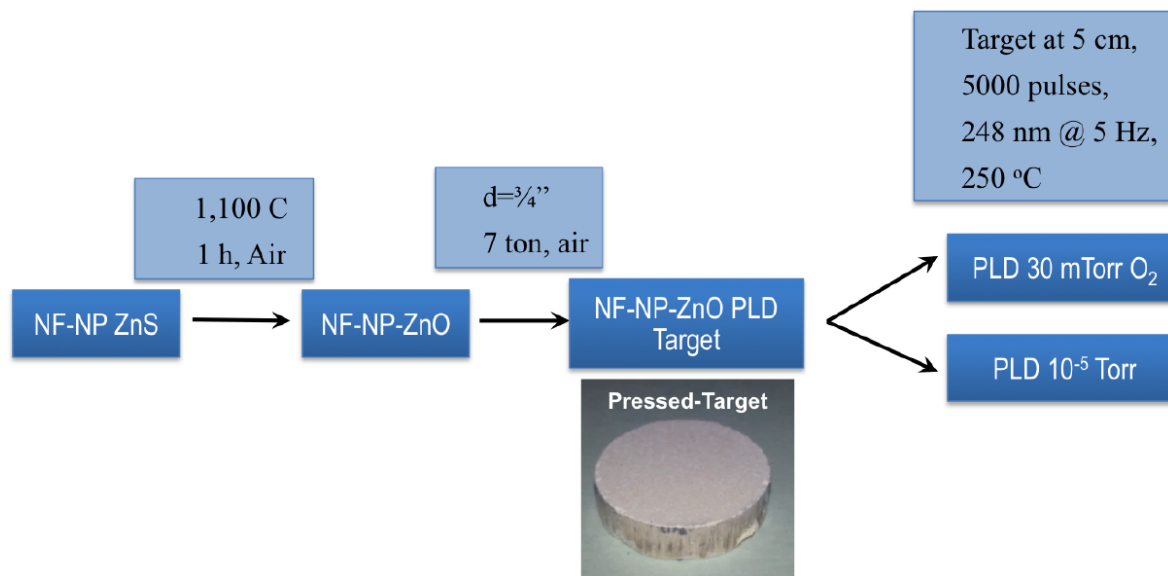 Target at 5 cm,
5000 pulses,
248 nm @ 5 Hz,
250 ºC
1,100 C
1 h, Air
d=¾”
7 ton, air
NF-NP ZnS
NF-NP-ZnO
NF-NP-ZnO PLD
Target
PLD 30 mTorr O₂
PLD 10⁻⁵ Torr
Pressed-Target